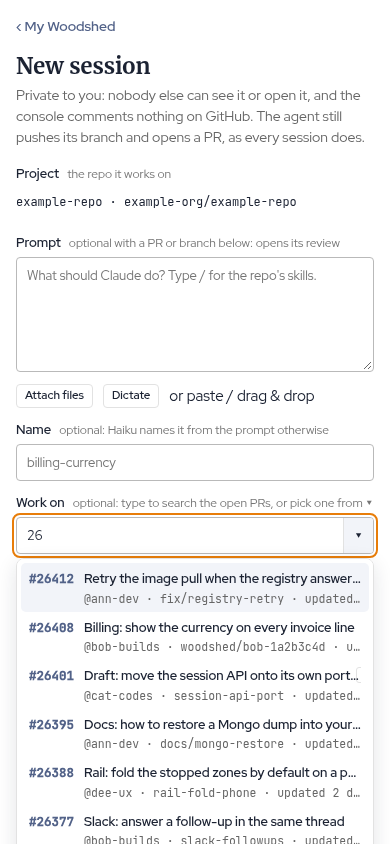 ‹ My Woodshed
New session
Private to you: nobody else can see it or open it, and the
console comments nothing on GitHub. The agent still
pushes its branch and opens a PR, as every session does.
Project the repo it works on
example-repo · example-org/example-repo
Prompt optional with a PR or branch below: opens its review
What should Claude do? Type / for the repo's skills.
Attach files Dictate or paste / drag & drop
Name optional: Haiku names it from the prompt otherwise
billing-currency
Work on optional: type to search the open PRs, or pick one from ▾
26 ▾
#26412 Retry the image pull when the registry answer…
@ann-dev · fix/registry-retry · updated…
#26408 Billing: show the currency on every invoice line
@bob-builds · woodshed/bob-1a2b3c4d · u…
#26401 Draft: move the session API onto its own port…
@cat-codes · session-api-port · updated…
#26395 Docs: how to restore a Mongo dump into your…
@ann-dev · docs/mongo-restore · updated…
#26388 Rail: fold the stopped zones by default on a p…
@dee-ux · rail-fold-phone · updated 2 d…
#26377 Slack: answer a follow-up in the same thread
@bob-builds · slack-followups · updated…